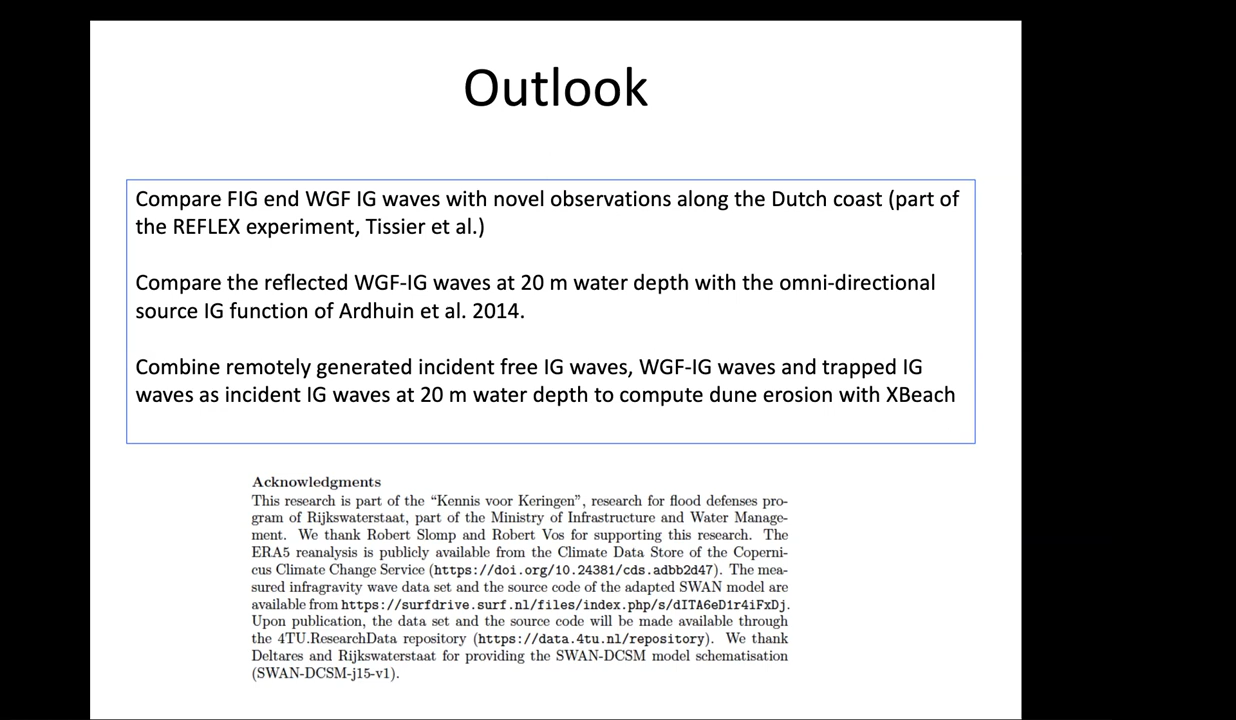 Outlook
Compare FIG end WGF IG waves with novel observations along the Dutch coast (part of
the REFLEX experiment, Tissier et al.)
Compare the reflected WGF-IG waves at 20 m water depth with the omni-directional
source IG function of Ardhuin et al. 2014.
Combine remotely generated incident free IG waves, WGF-IG waves and trapped IG
waves as incident IG waves at 20 m water depth to compute dune erosion with XBeach
Acknowledgments
This research is part of the “Kennis voor Keringen”, research for flood defenses pro-
gram of Rijkswaterstaat, part of the Ministry of Infrastructure and Water Manage-
ment. We thank Robert Slomp and Robert Vos for supporting this research. The
ERA5 reanalysis is publicly available from the Climate Data Store of the Coperni-
cus Climate Change Service (https://doi.org/10.24381/cds.adbb2d47). The mea-
sured infragravity wave data set and the source code of the adapted SWAN model are
available from https://surfdrive.surf.nl/files/index.php/s/dITA6eD1r4iFxDj.
Upon publication, the data set and the source code will be made available through
the 4TU.ResearchData repository (https://data.4tu.nl/repository). We thank
Deltares and Rijkswaterstaat for providing the SWAN-DCSM model schematisation
(SWAN-DCSM-j15-v1).